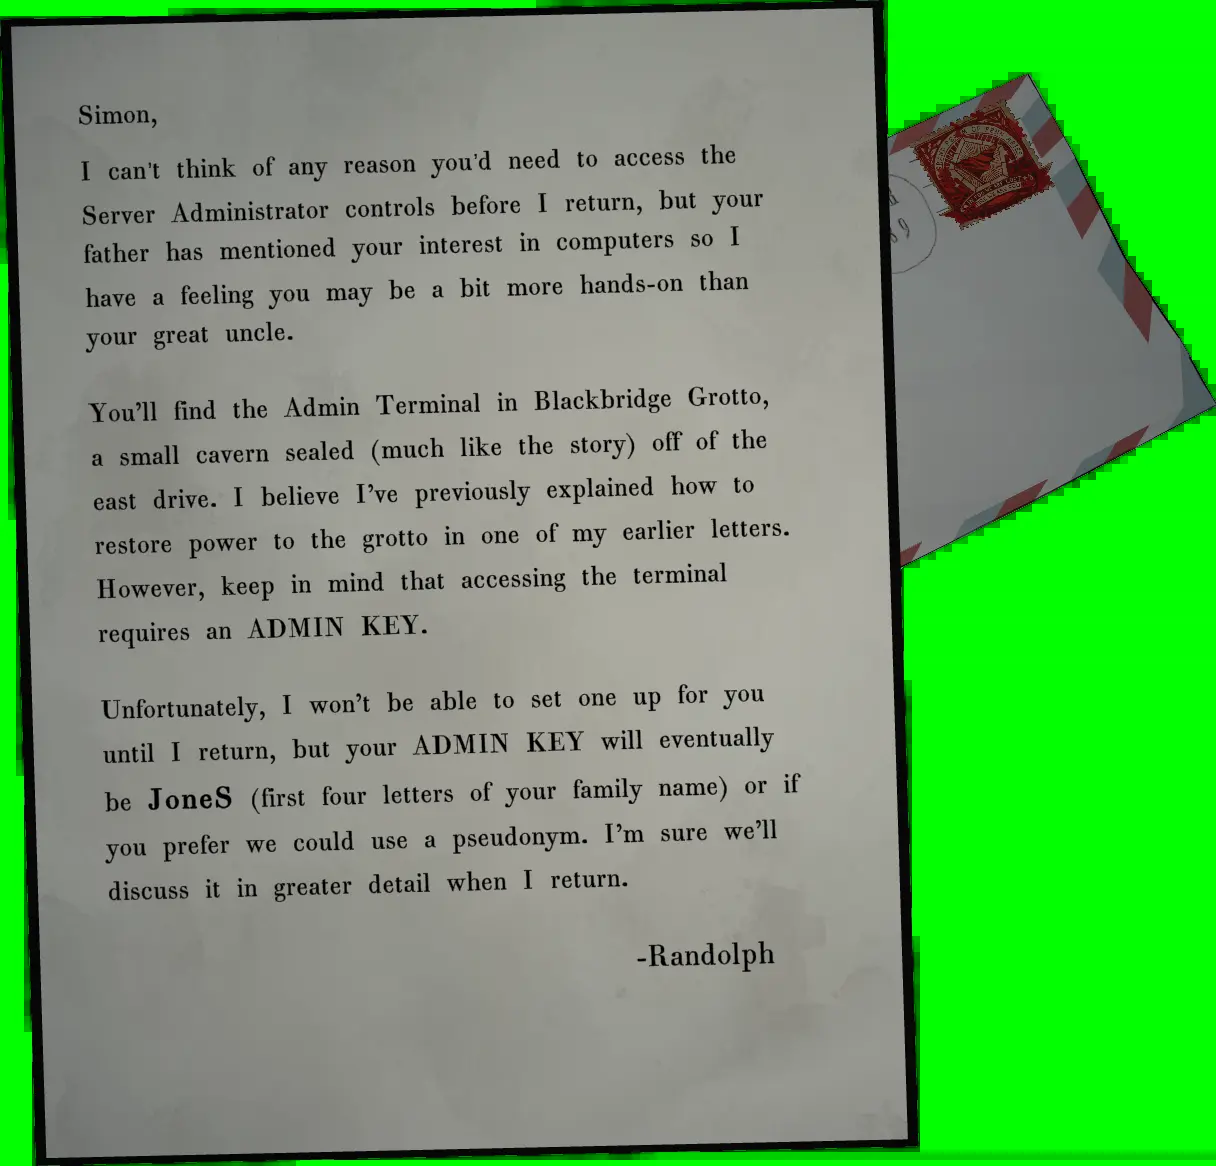 Simon,
I can't think of any reason you'd need to access the
Server Administrator controls before I return, but your
father has mentioned your interest in computers so I
have a feeling you may be a bit more hands-on than
your great uncle.
You'll find the Admin Terminal in Blackbridge Grotto,
a small cavern sealed (much like the story) off of the
east drive. I believe I've previously explained how to
restore power to the grotto in one of my earlier letters.
However, keep in mind that accessing the terminal
requires an ADMIN KEY.
Unfortunately, I won't be able to set one up for you
until I return, but your ADMIN KEY will eventually
be JoneS (first four letters of your family name) or if
you prefer we could use a pseudonym. I'm sure we'll
discuss it in greater detail when I return.
-Randolph